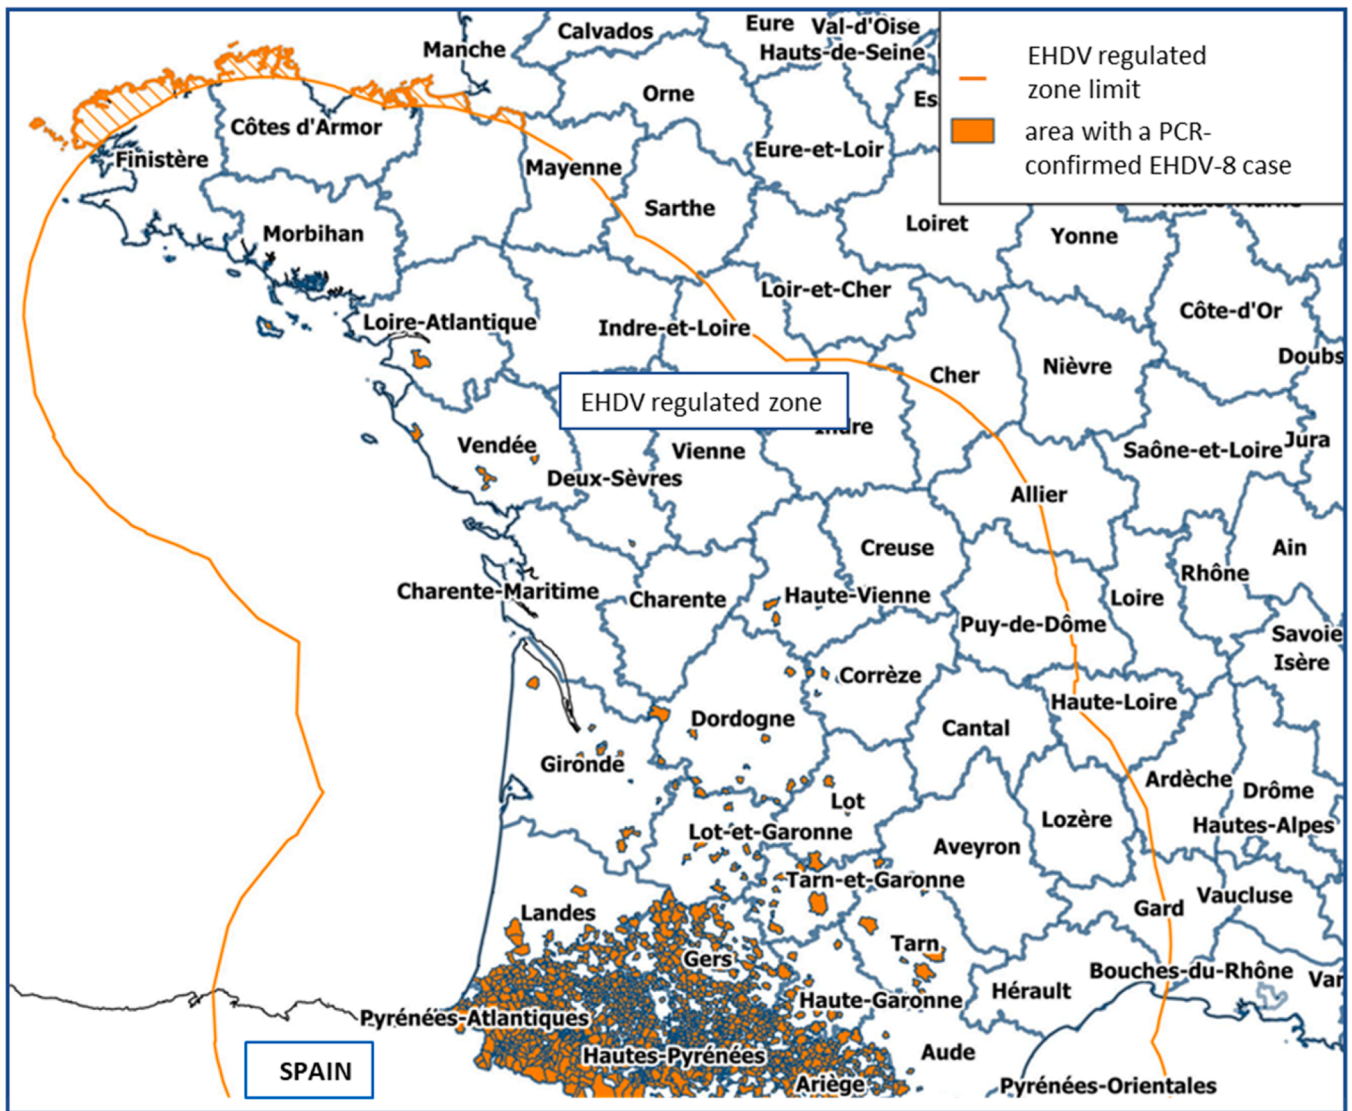 Calvados
Eure
Val-d'Oise
Manche
Hauts-de-Seine
Orne
Es
EHDV regulated
zone limit
area with a PCR-
confirmed EHDV-8 case
Côtes d'Armor
Finistère
Mayenne
Eure-et-Loir
Sarthe
Morbihan
Loiret
Yonne
Loir-et-Cher
Côte-d'Or
Loire-Atlantique
Indre-et-Loire
Doubs
Cher
Nièvre
EHDV regulated zone
Indre
Vendée
Vienne
Saône-et-Loire
Jura
Deux-Sèvres
Allier
Creuse
Ain
Rhône
Charente-Maritime
Charente
Haute-Vienne
Loire
Puy-de-Dôme
Savoie
Isère
Corrèze
Haute-Loire
Dordogne
Cantal
Gironde
Ardèche
Drôme
Lot
Lozère
Hautes-Alpes
Lot-et-Garonne
Aveyron
Tarn-et-Garonne
Vaucluse
Landes
Gard
Tarn
Gers
Bouches-du-Rhône
Var
Haute-Garonne
Hérault
Pyrénées-Atlantiques
Hautes-Pyrénées
Aude
SPAIN
Ariège
Pyrénées-Orientales